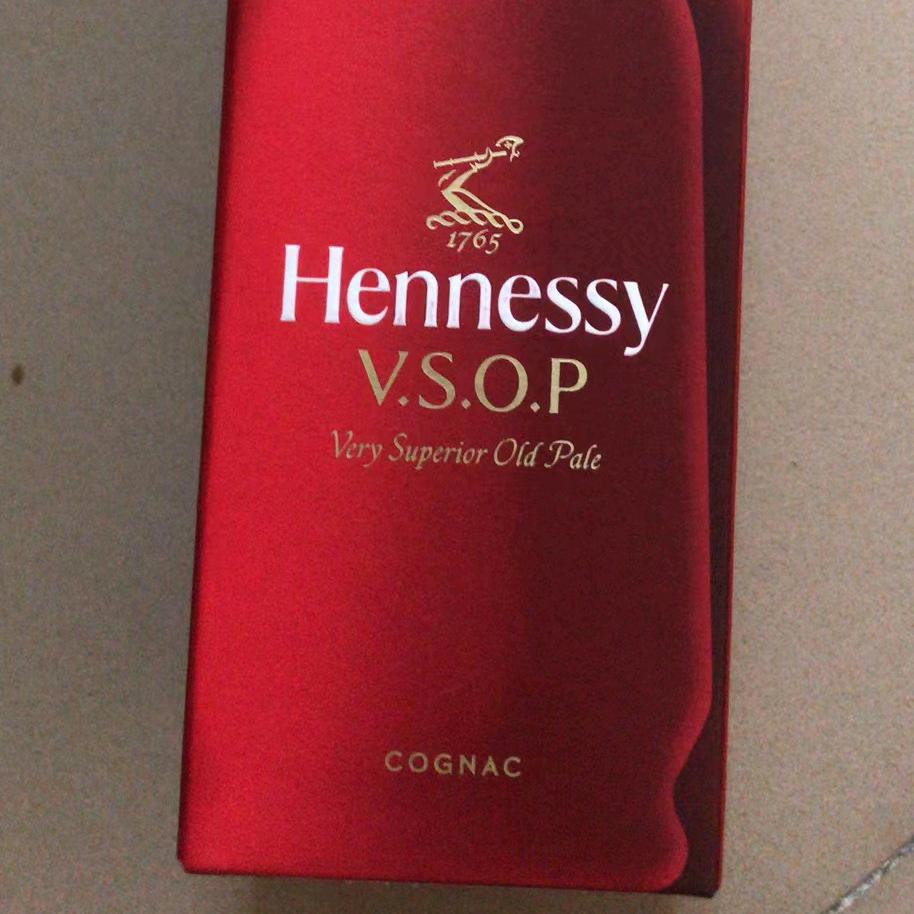 1765
Hennessy
V.S.O.P
Very Superior Old Pale
COGNAC